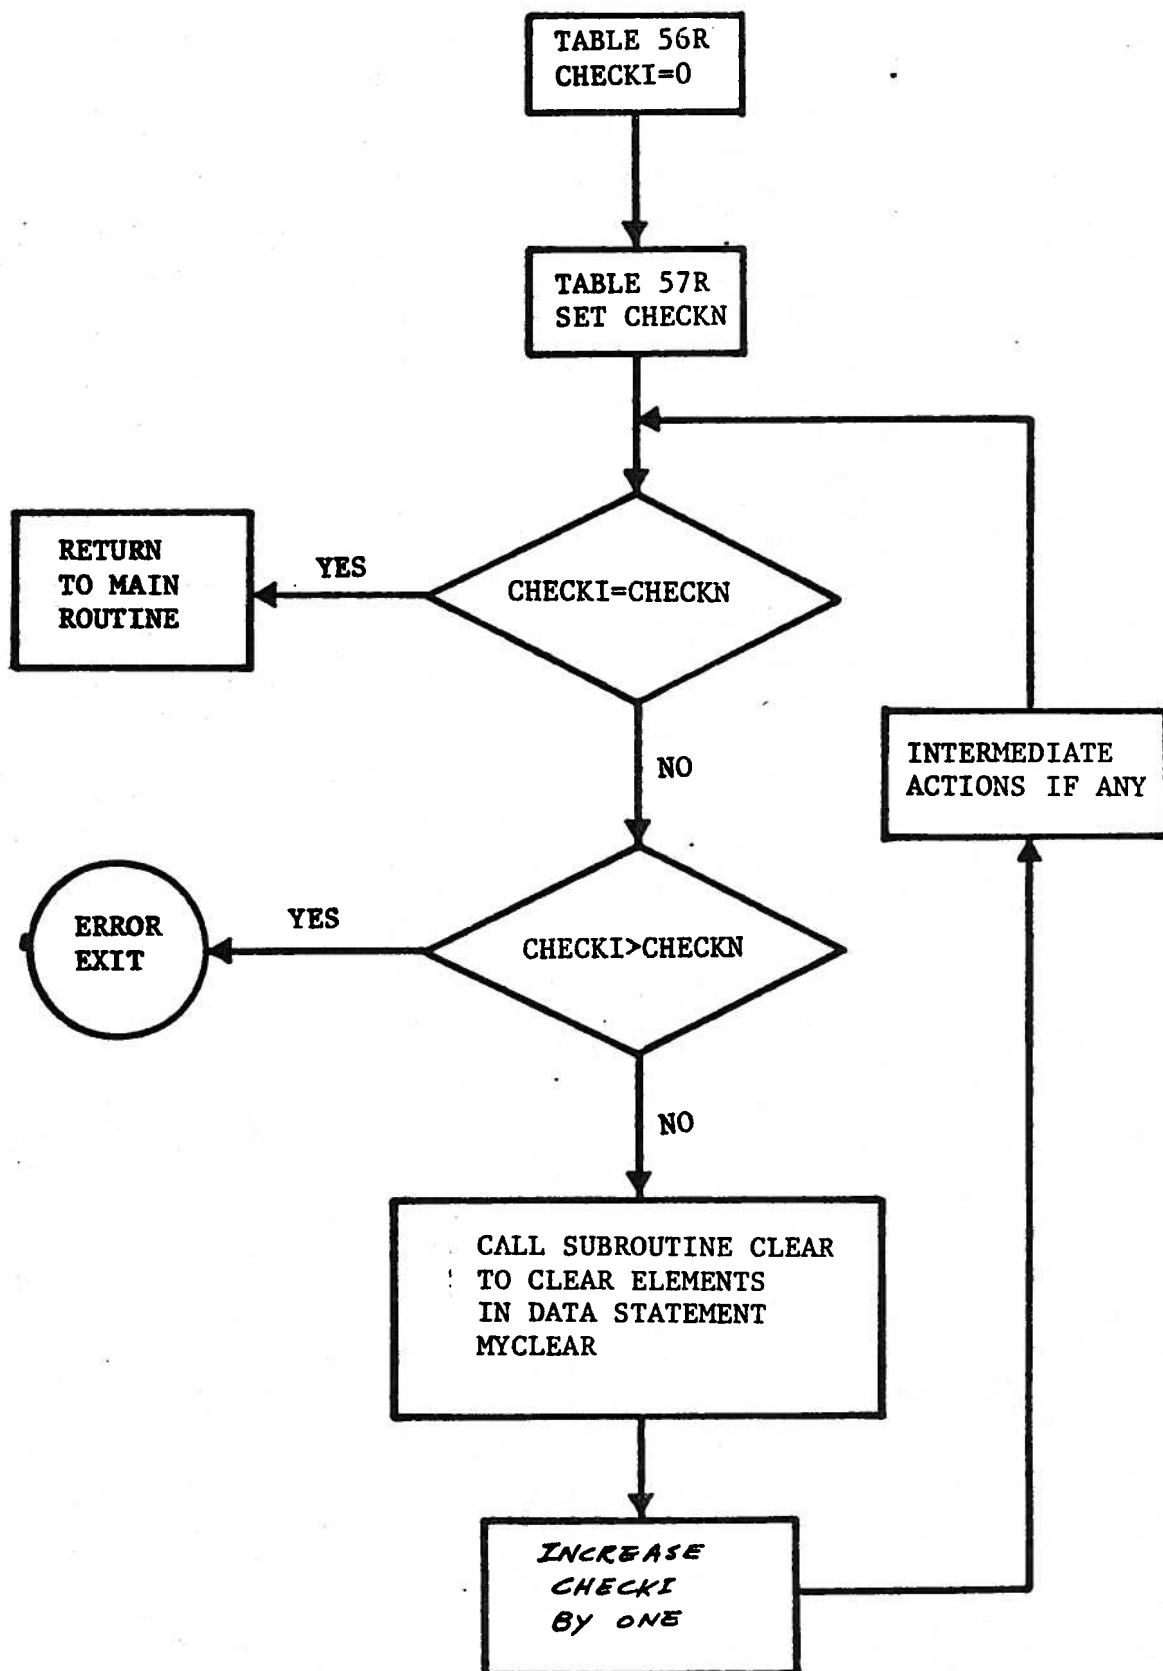 TABLE 56R
CHECKI=0
TABLE 57R
SET CHECKN
CHECKI=CHECKN
YES
RETURN
TO MAIN
ROUTINE
NO
INTERMEDIATE
ACTIONS IF ANY
CHECKI>CHECKN
YES
ERROR
EXIT
NO
CALL SUBROUTINE CLEAR
TO CLEAR ELEMENTS
IN DATA STATEMENT
MYCLEAR
INCREASE
CHECKI
BY ONE